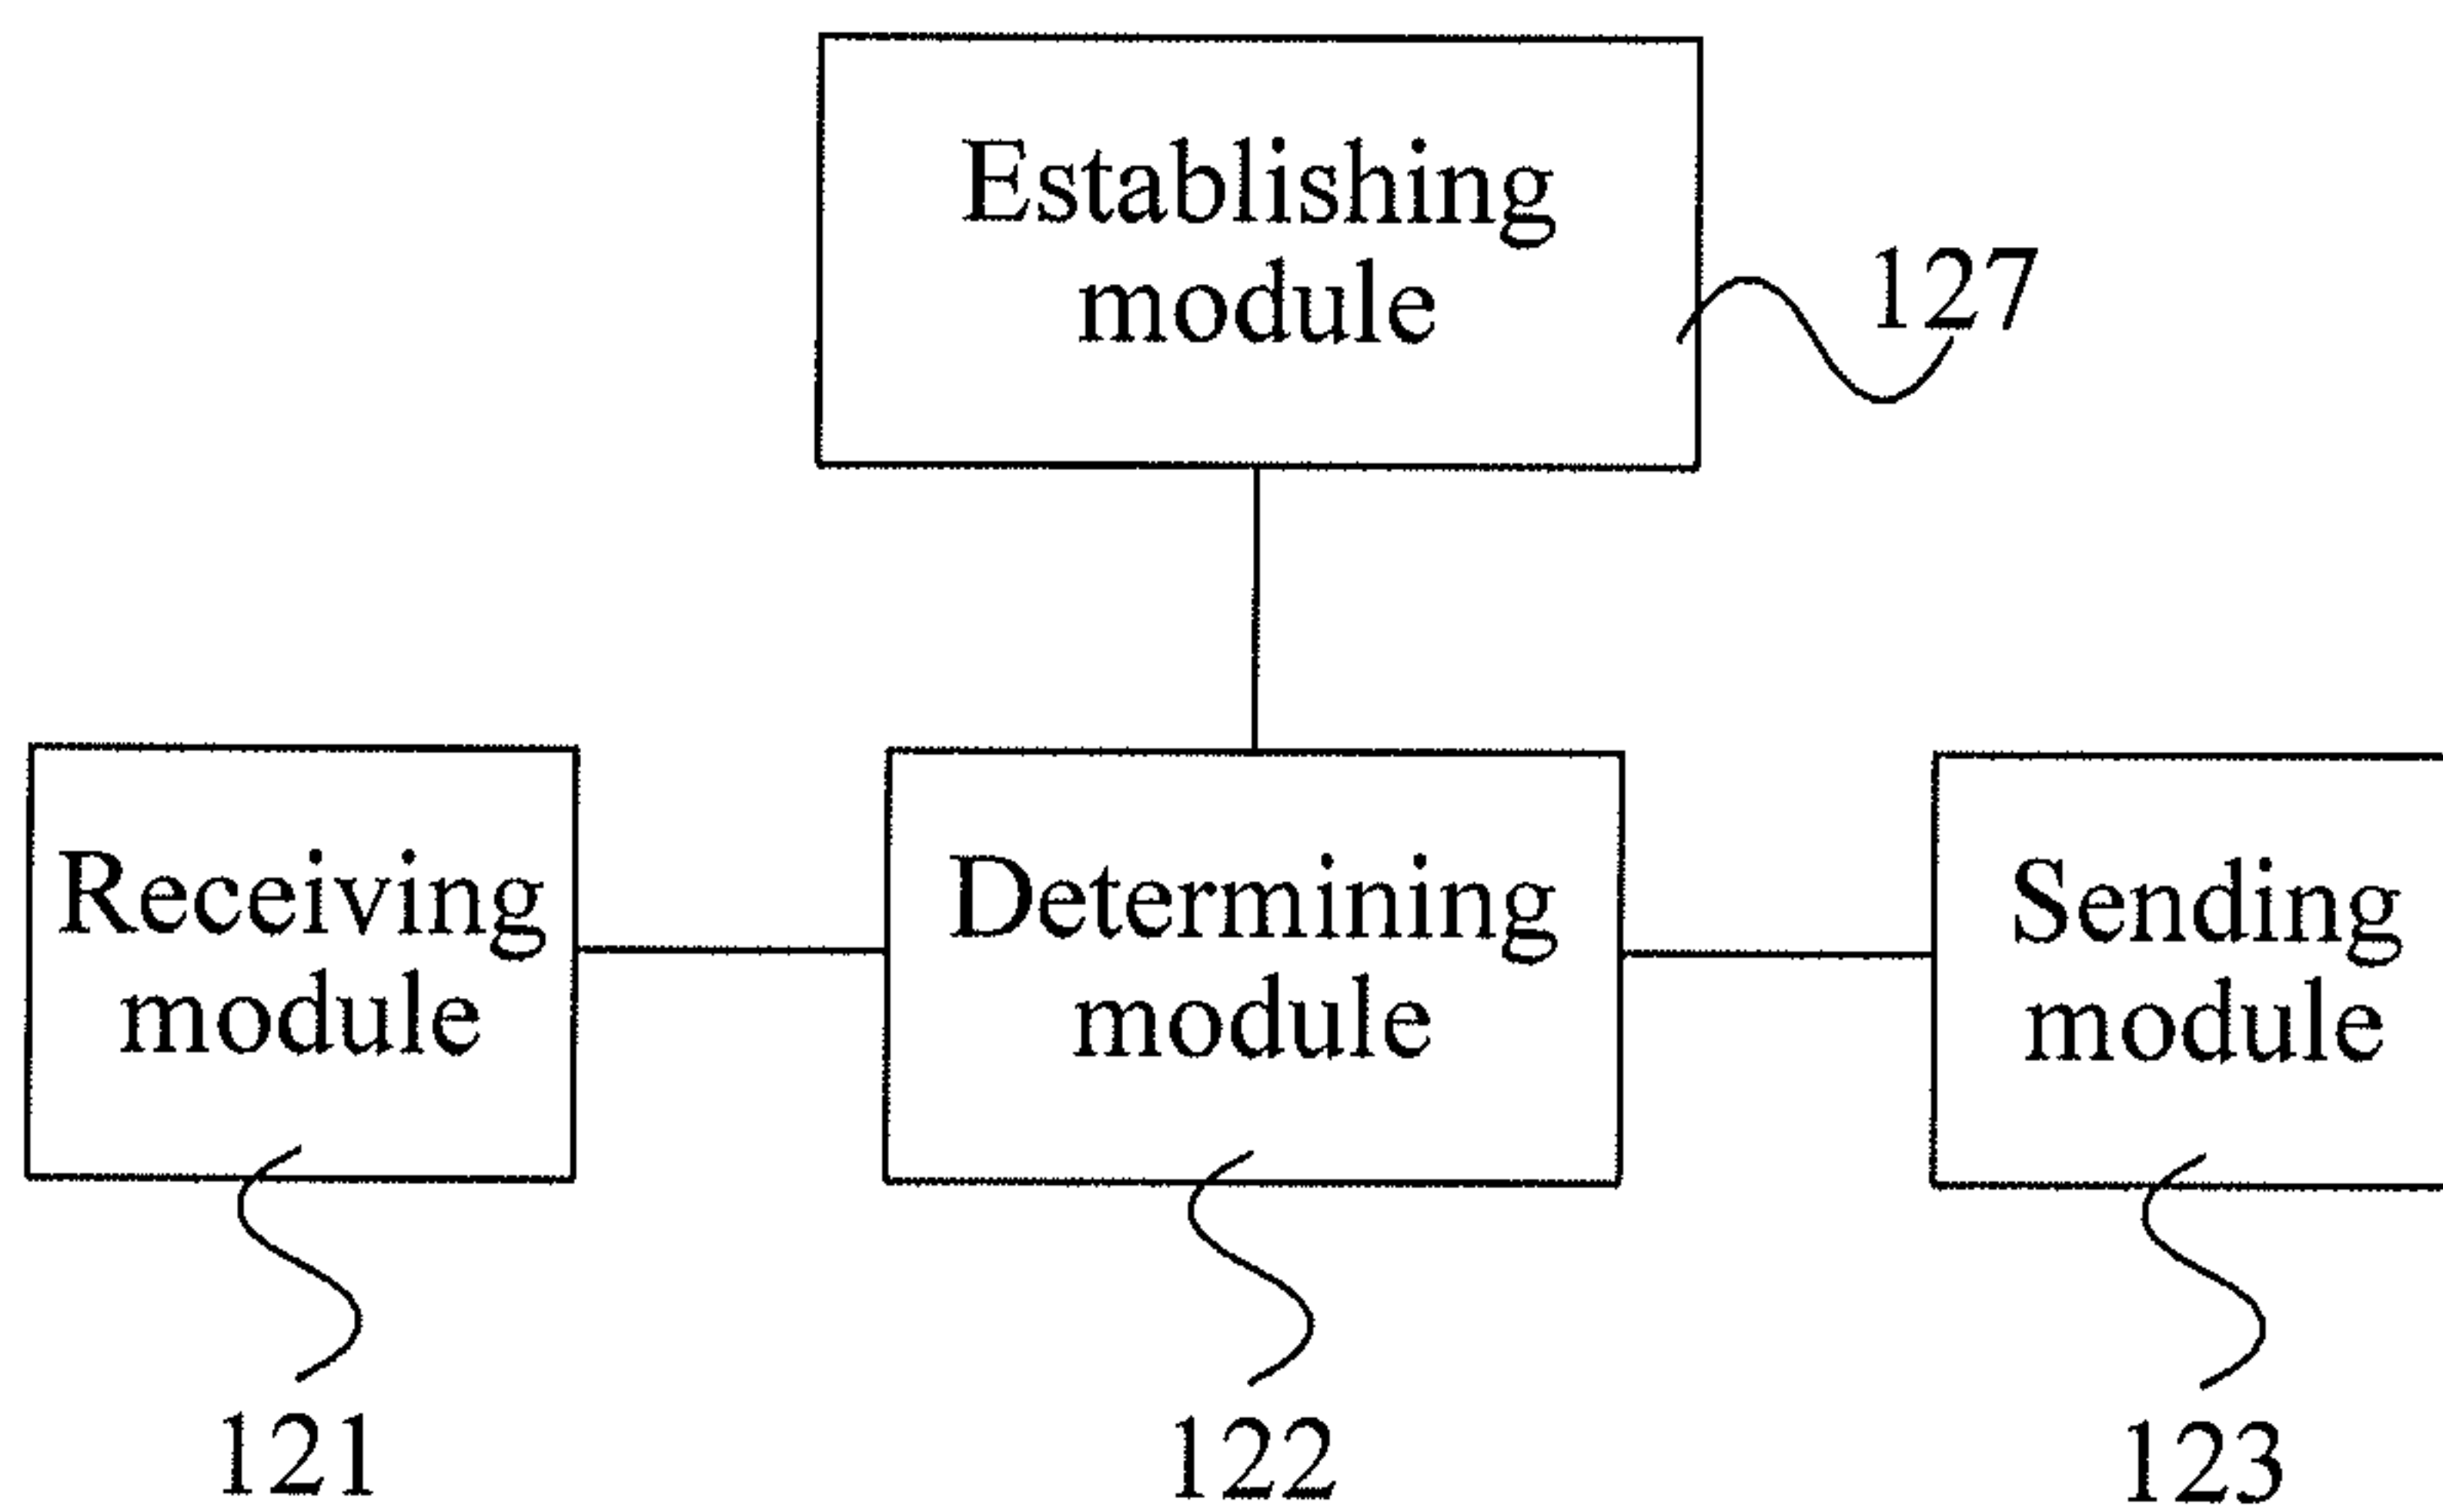 Establishing
module
127
Receiving
module
Determining
module
Sending
module
121
122
123